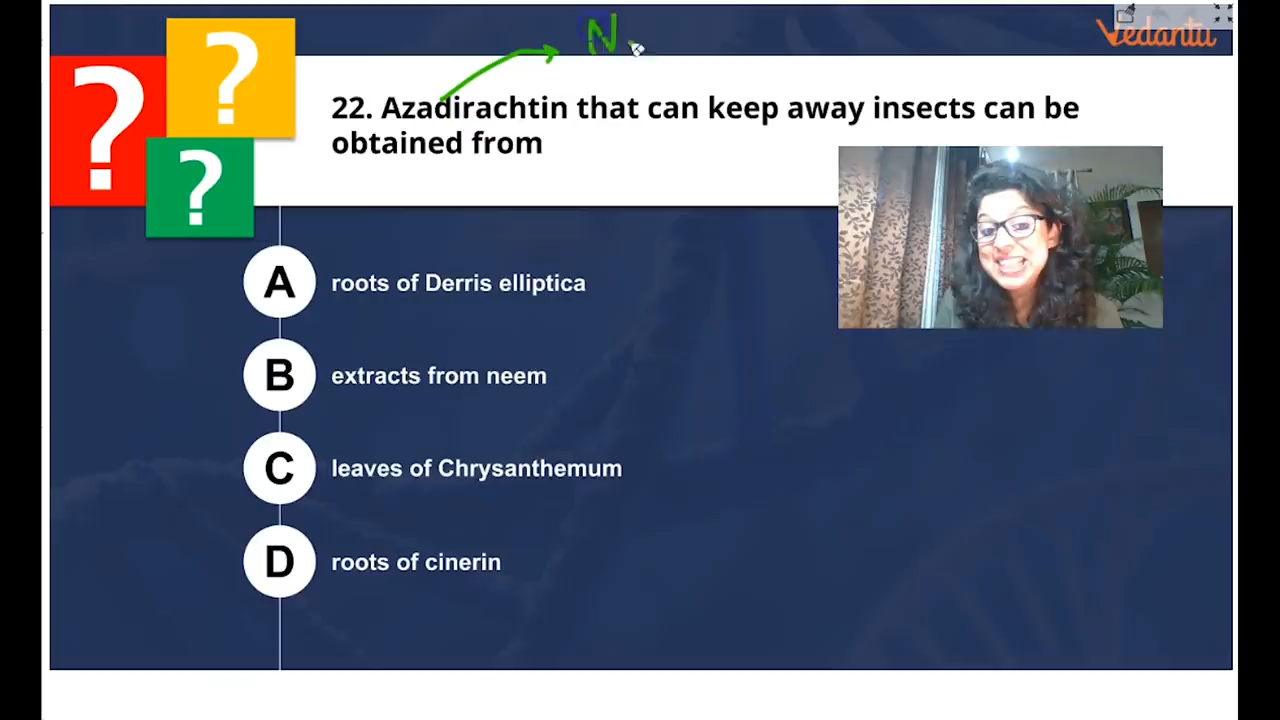 N
Vedantu
?
?
?
22. Azadirachtin that can keep away insects can be
obtained from
A
roots of Derris elliptica
B
extracts from neem
C
leaves of Chrysanthemum
D
roots of cinerin